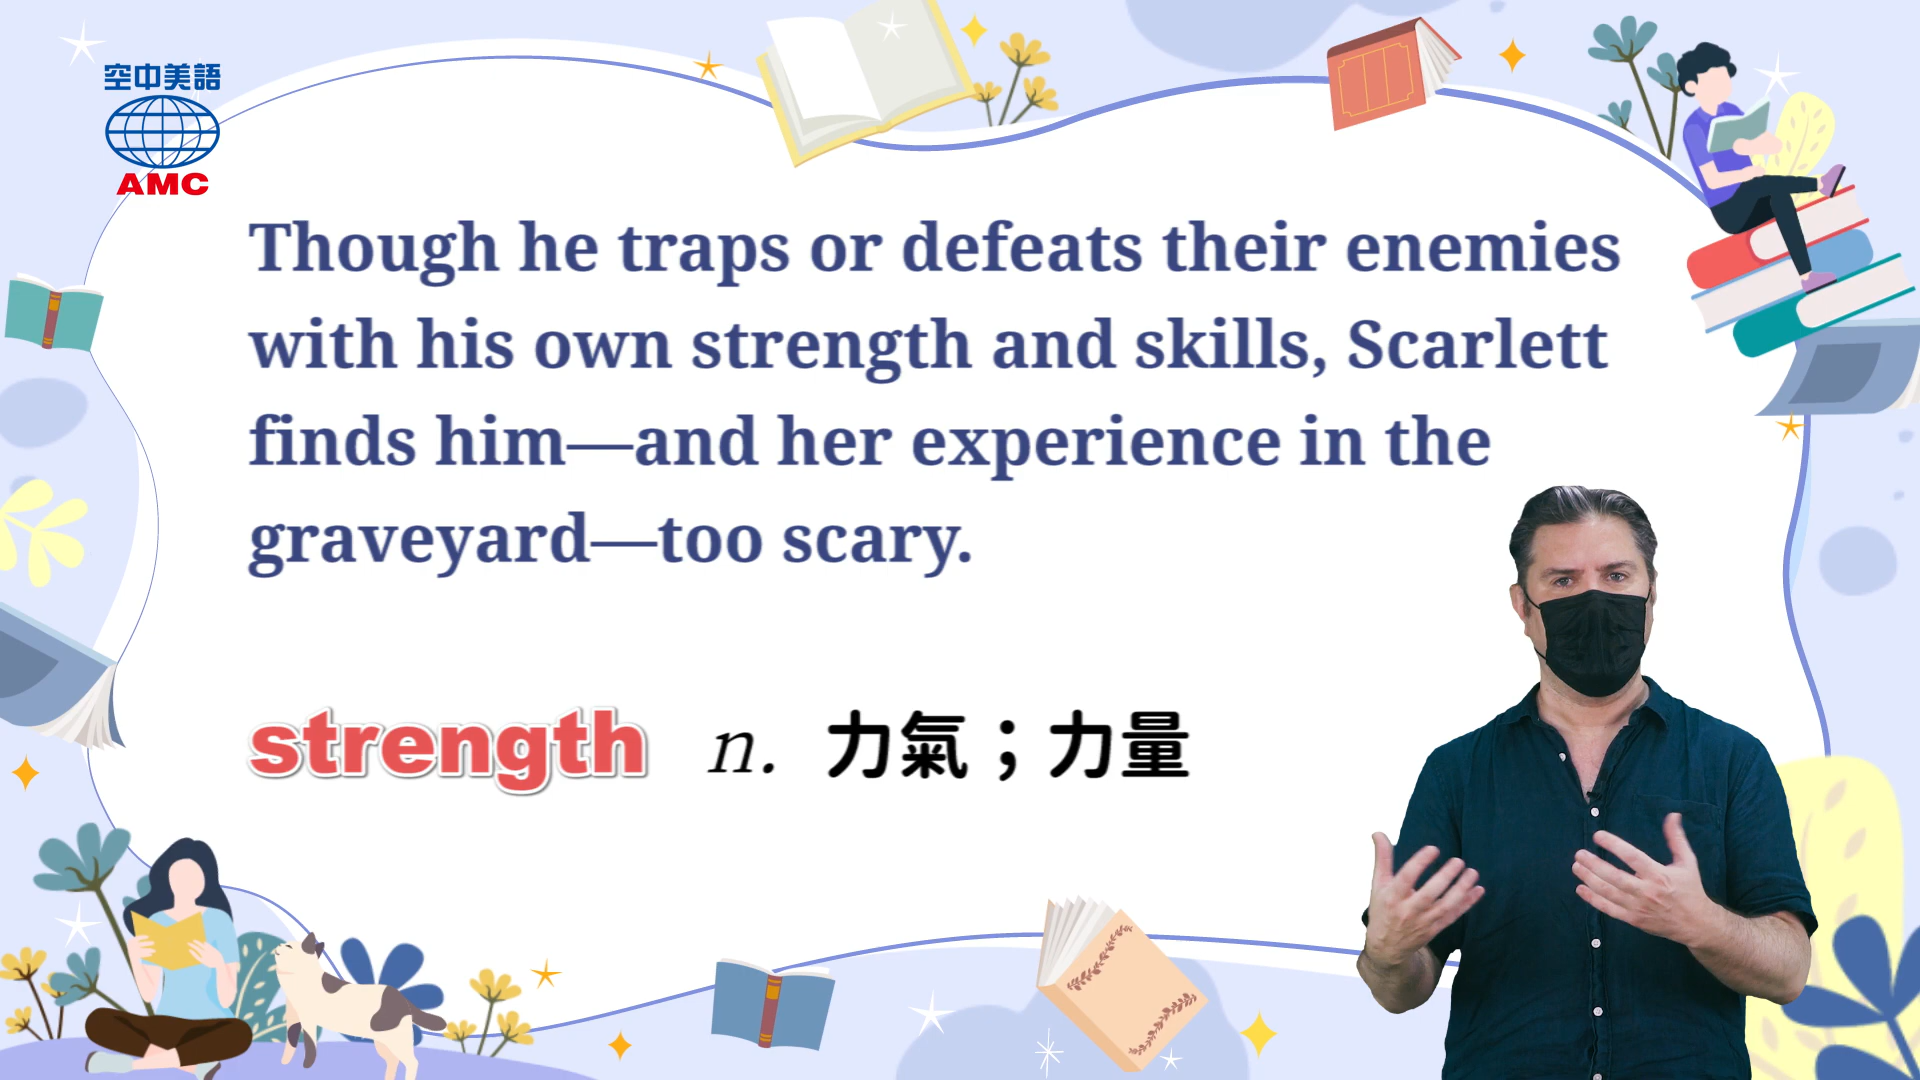 空中美語
AMC
Though he traps or defeats their enemies
with his own strength and skills, Scarlett
finds him—and her experience in the
graveyard—too scary.
strength n. 力氣；力量